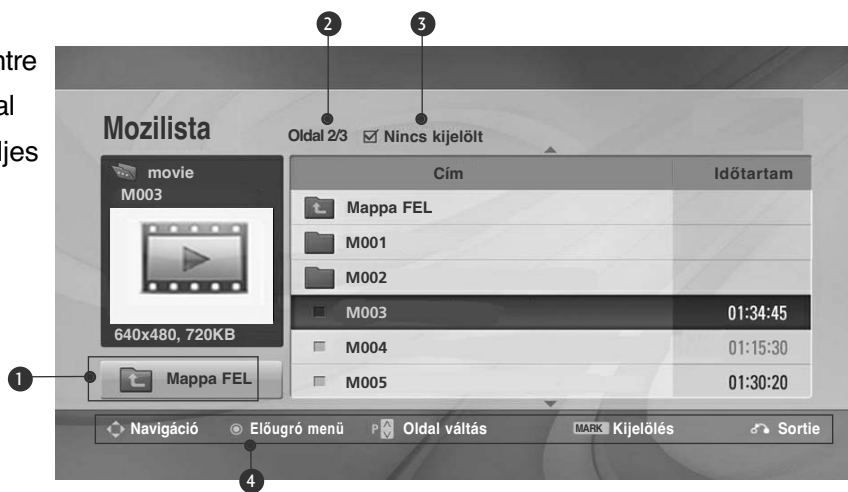 2 3
ntre
al
ljes
Mozilista
Oldal 2/3 Nincs kijelölt
movie
M003
640x480, 720KB
1 Mappa FEL
Cím Időtartam
Mappa FEL
M001
M002
M003 01:34:45
M004 01:15:30
M005 01:30:20
Navigáció Előugró menü P Oldal váltás MARK Kijelölés Sortie
4